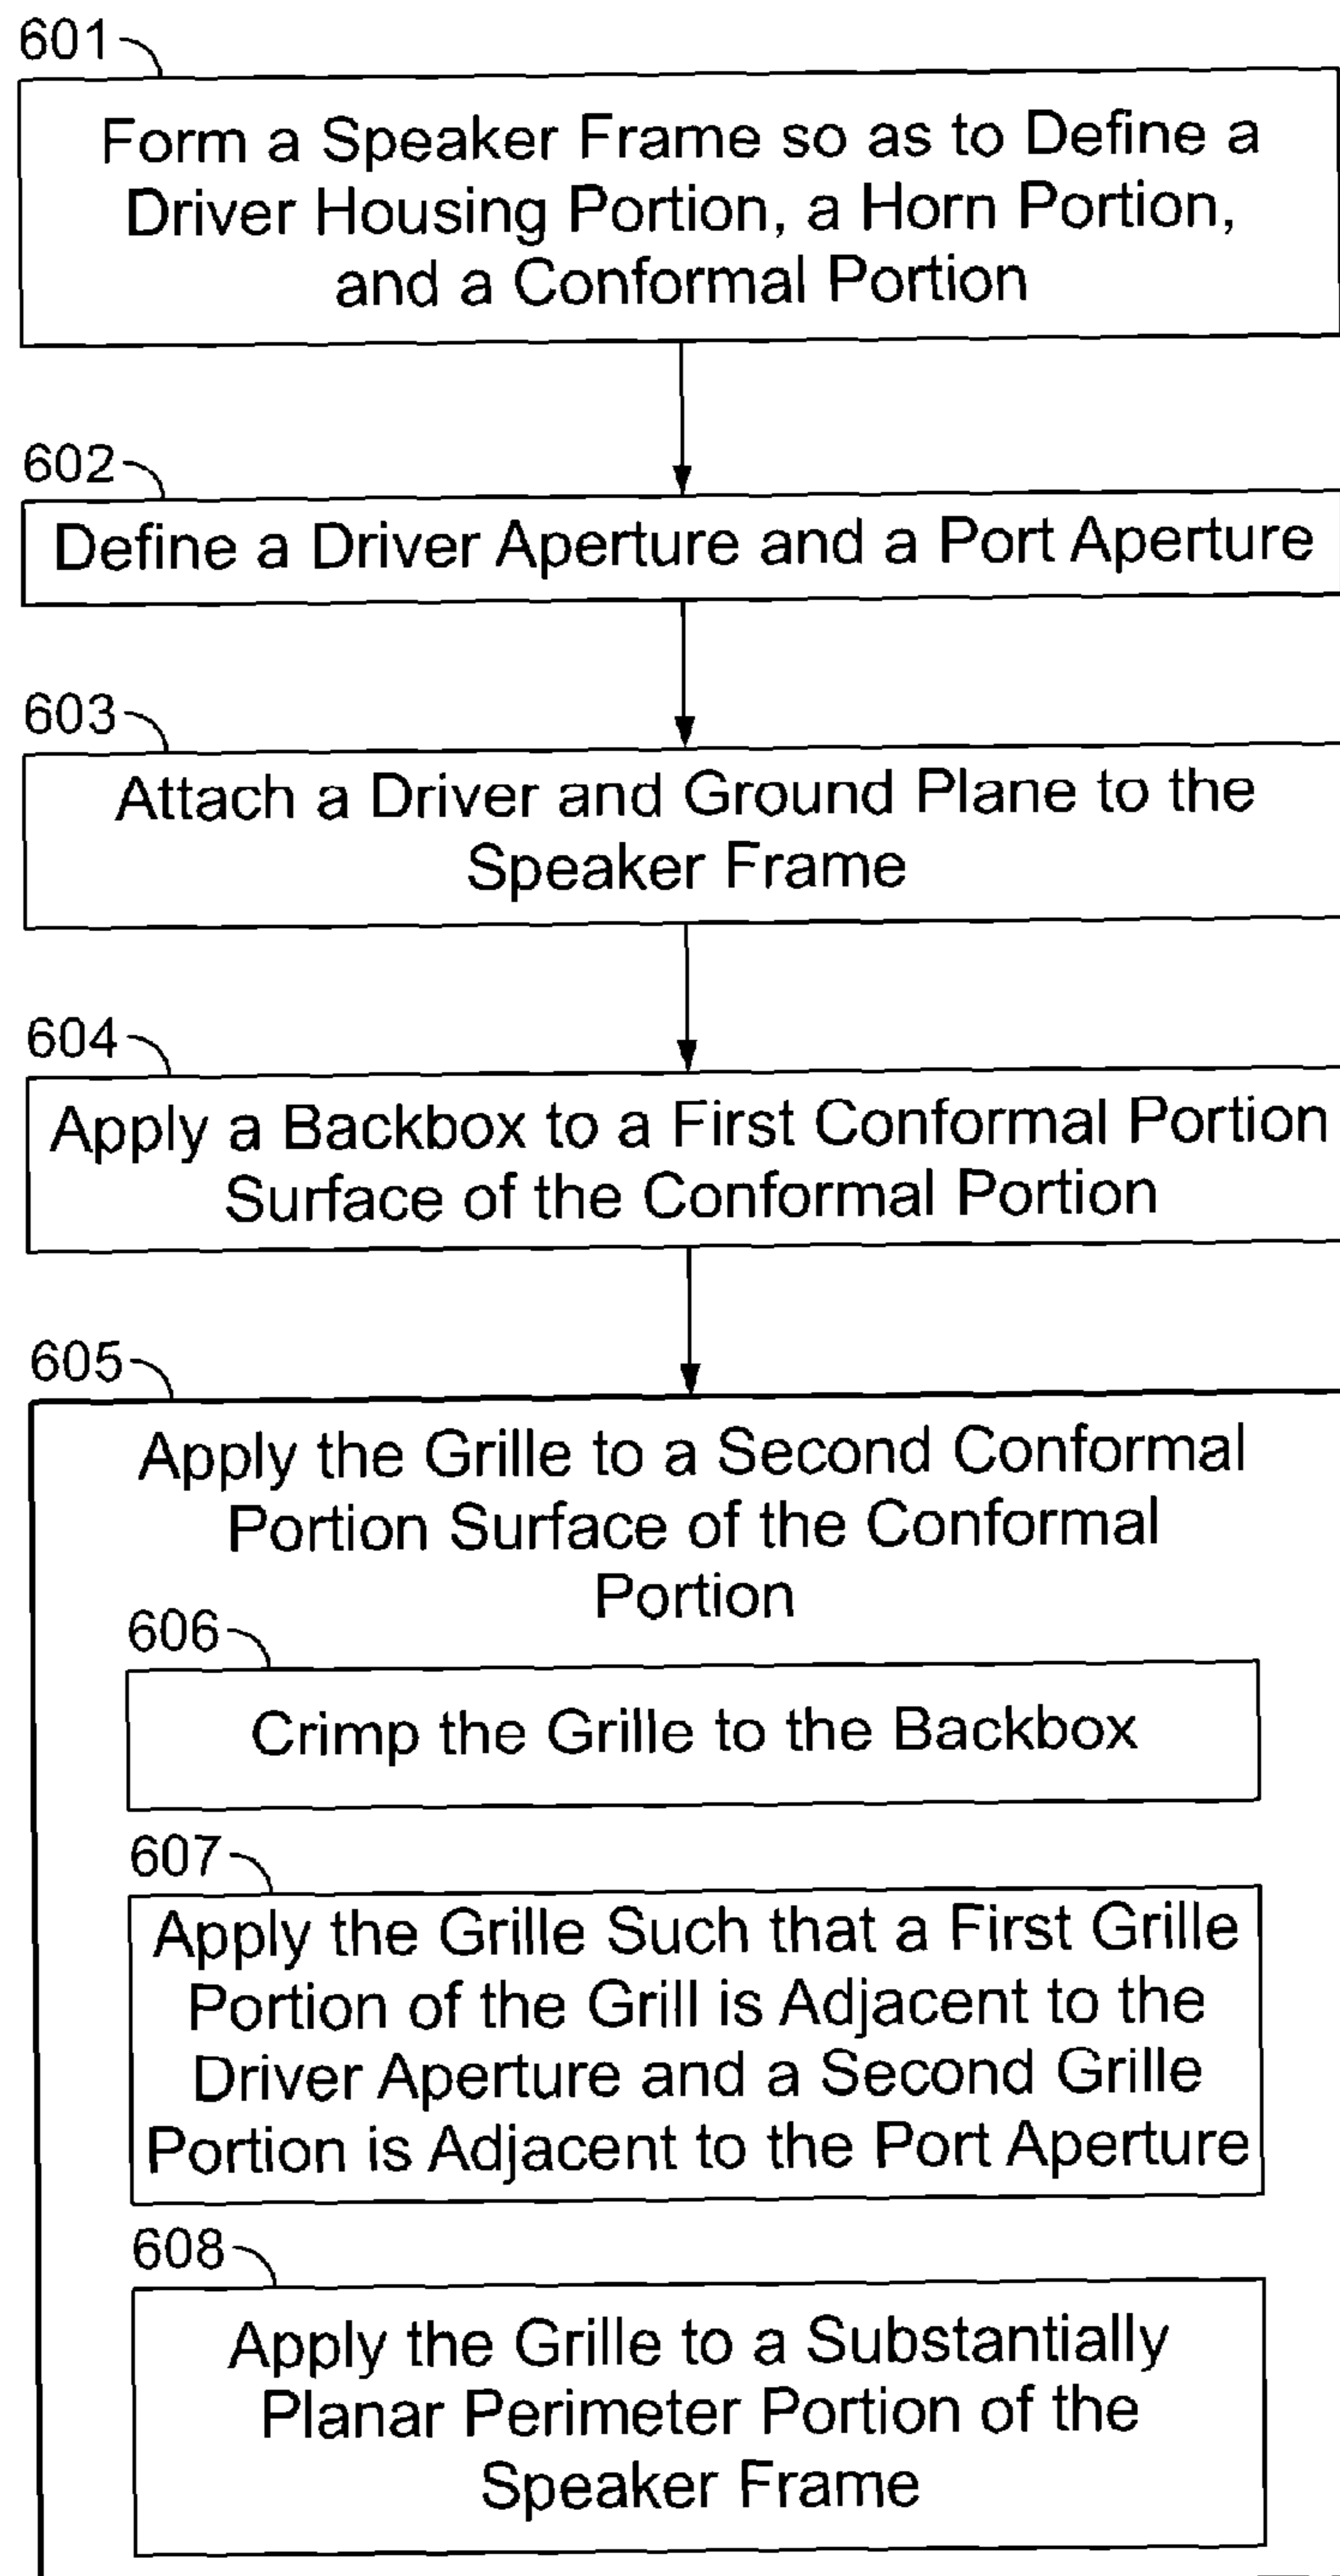 601
Form a Speaker Frame so as to Define a
Driver Housing Portion, a Horn Portion,
and a Conformal Portion
602
Define a Driver Aperture and a Port Aperture
603
Attach a Driver and Ground Plane to the
Speaker Frame
604
Apply a Backbox to a First Conformal Portion
Surface of the Conformal Portion
605
Apply the Grille to a Second Conformal
Portion Surface of the Conformal
Portion
606
Crimp the Grille to the Backbox
607
Apply the Grille Such that a First Grille
Portion of the Grill is Adjacent to the
Driver Aperture and a Second Grille
Portion is Adjacent to the Port Aperture
608
Apply the Grille to a Substantially
Planar Perimeter Portion of the
Speaker Frame